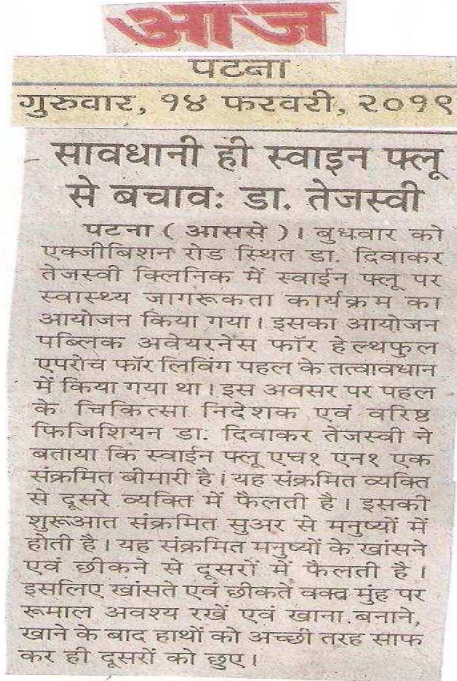 आज
पटना
गुरुवार, १४ फरवरी, २०१९
सावधानी ही स्वाइन फ्लू
से बचाव: डा. तेजस्वी
पटना ( आससे )। बुधवार को
एक्जीबिशन रोड स्थित डा. दिवाकर
तेजस्वी क्लिनिक में स्वाईन फ्लू पर
स्वास्थ्य जागरूकता कार्यक्रम का
आयोजन किया गया। इसका आयोजन
पब्लिक अवेयरनेस फॉर हेल्थफुल
एपरोच फॉर लिविंग पहल के तत्वावधान
में किया गया था। इस अवसर पर पहल
के चिकित्सा निदेशक एवं वरिष्ठ
फिजिशियन डा. दिवाकर तेजस्वी ने
बताया कि स्वाईन फ्लू एच१ एन१ एक
संक्रमित बीमारी है। यह संक्रमित व्यक्ति
से दूसरे व्यक्ति में फैलती है। इसकी
शुरूआत संक्रमित सुअर से मनुष्यों में
होती है। यह संक्रमित मनुष्यों के खांसने
एवं छीकने से दूसरों में फैलती है।
इसलिए खांसते एवं छीकते वक्त मुंह पर
रूमाल अवश्य रखें एवं खाना बनाने,
खाने के बाद हाथों को अच्छी तरह साफ
कर ही दूसरों को छुए।